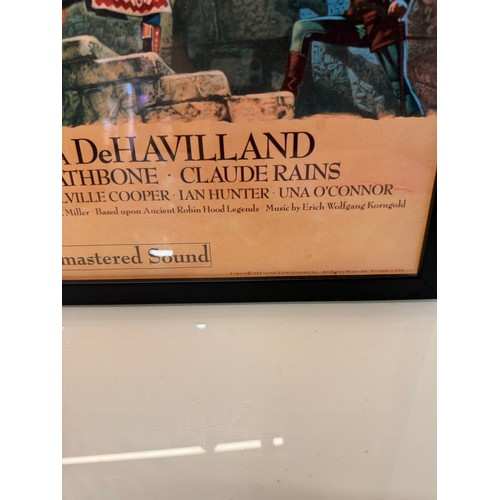 A DeHAVILLAND
ATHBONE · CLAUDE RAINS
LVILLE COOPER · IAN HUNTER · UNA O'CONNOR
Miller · Based upon Ancient Robin Hood Legends · Music by Erich Wolfgang Korngold
mastered Sound